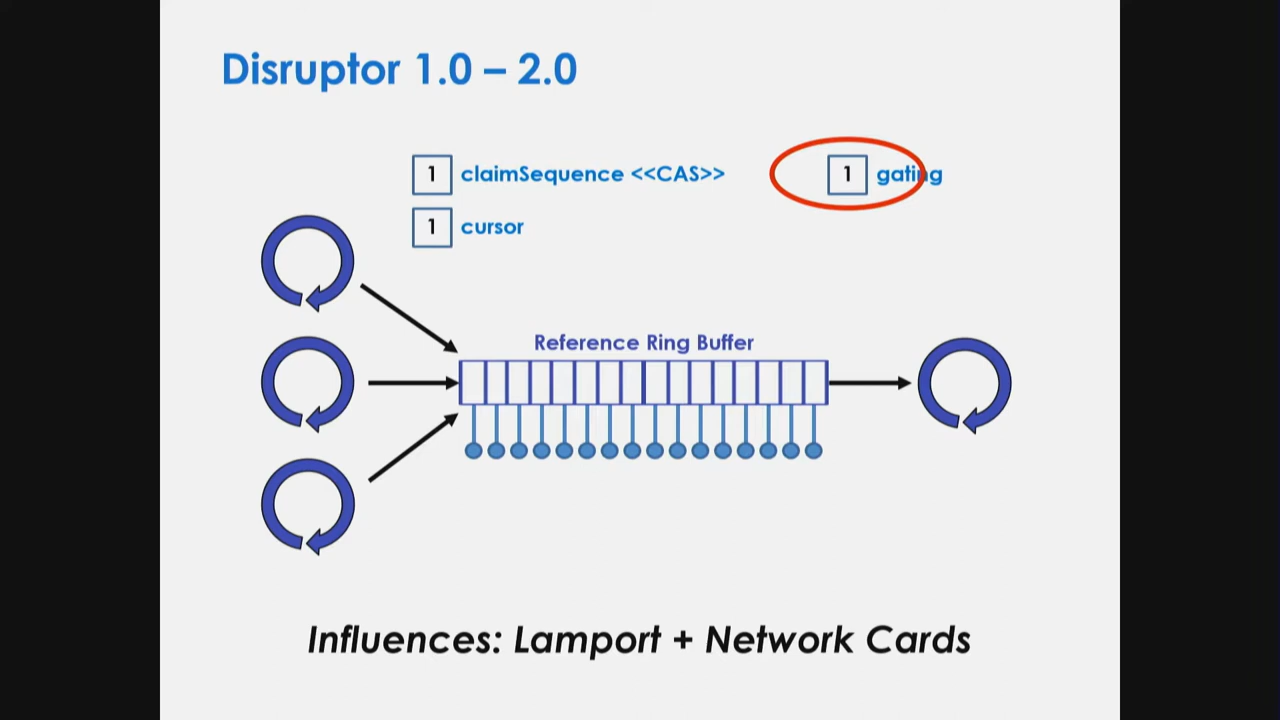 Disruptor 1.0 – 2.0
1 claimSequence <<CAS>> 1 gating
1 cursor
Reference Ring Buffer
Influences: Lamport + Network Cards